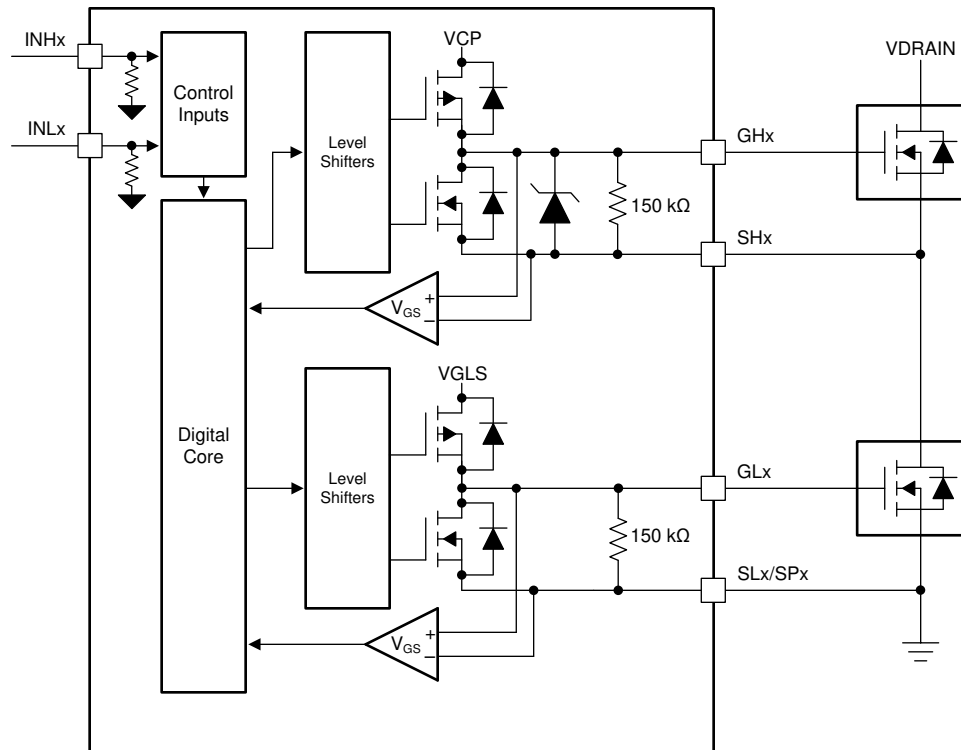 INHx
INLx
Control
Inputs
Digital
Core
Level
Shifters
VCP
150 kΩ
VGS
+
–
GHx
SHx
VDRAIN
Level
Shifters
VGLS
150 kΩ
VGS
+
–
GLx
SLx/SPx